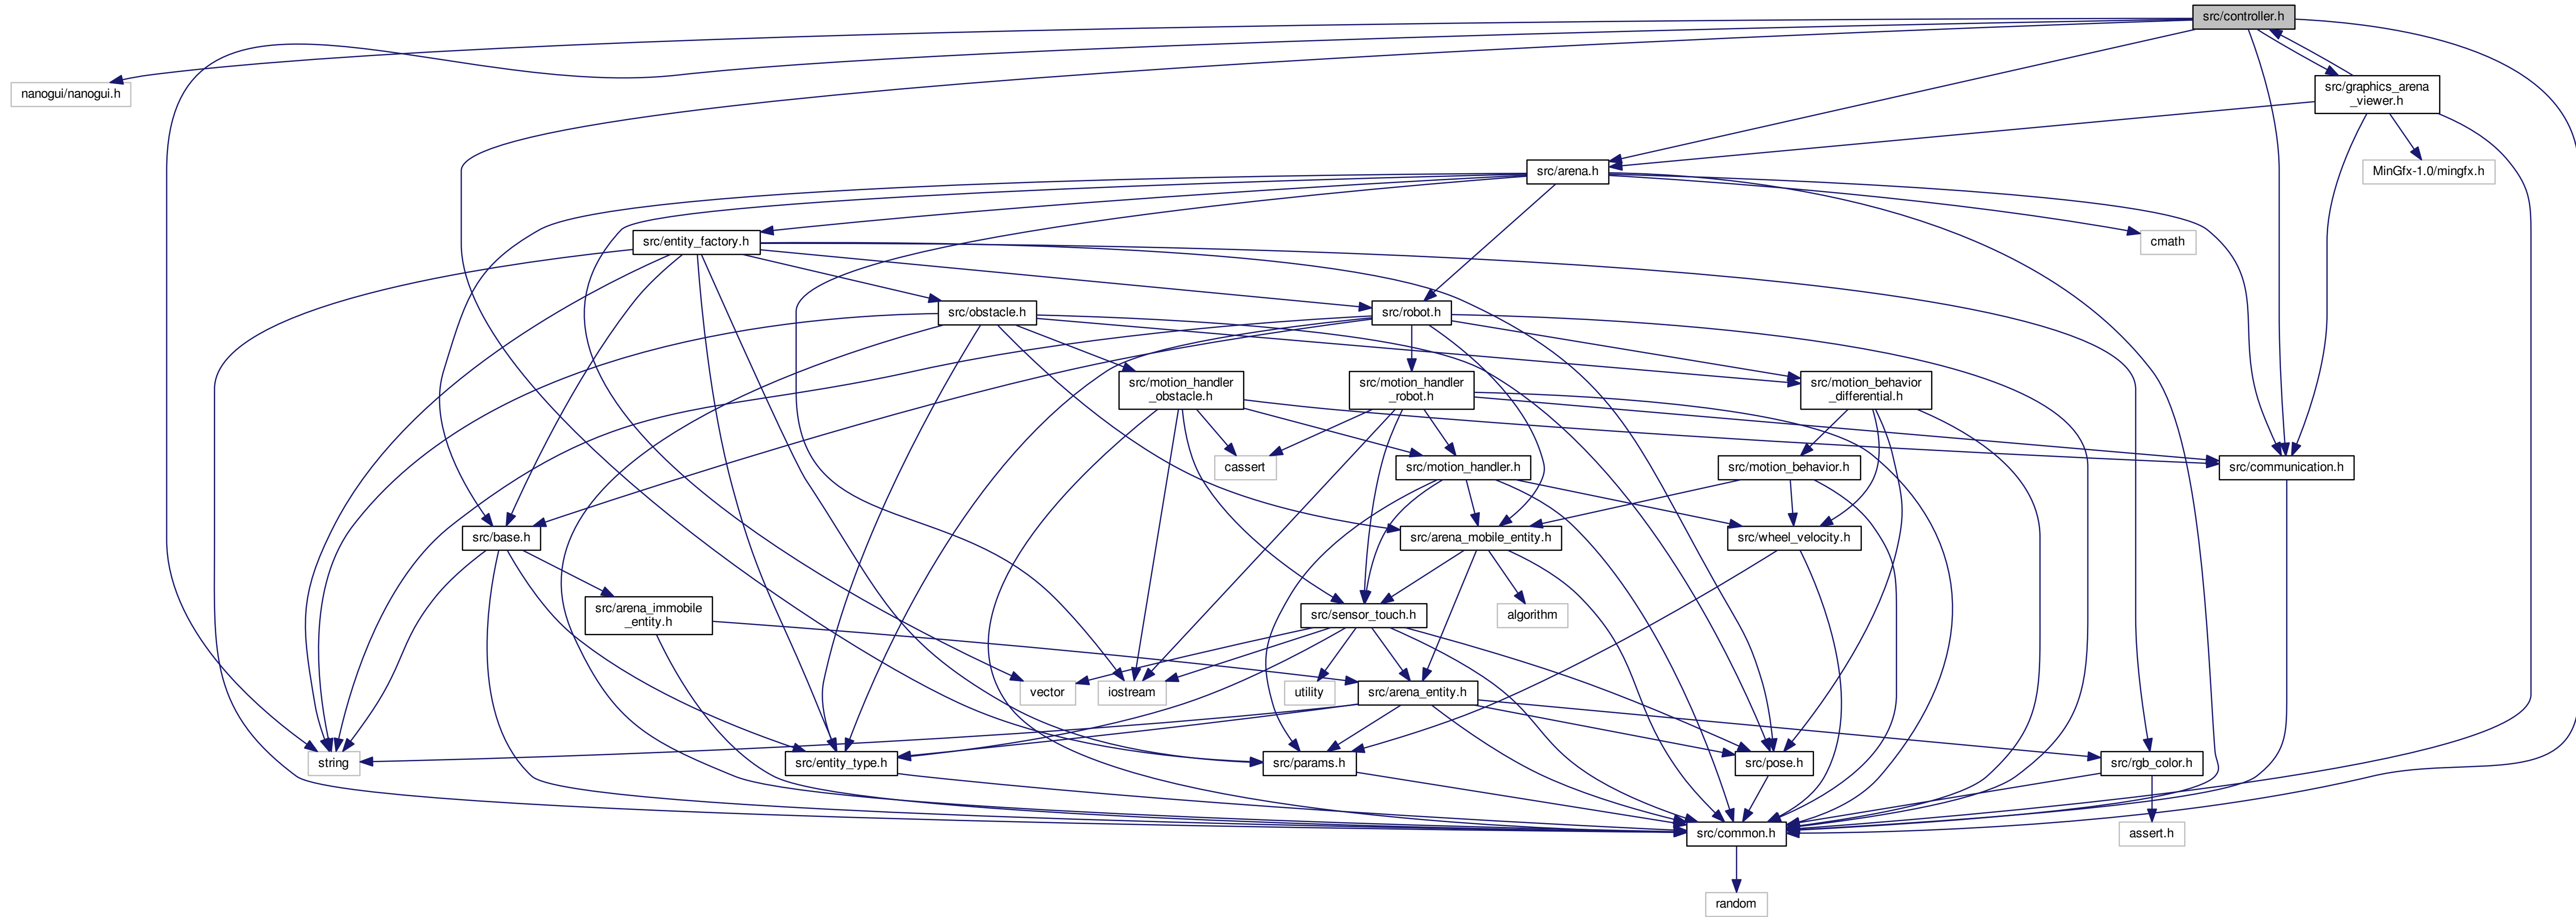 src/controller.h
nanogui/nanogui.h
src/graphics_arena
_viewer.h
src/arena.h
MinGfx-1.0/mingfx.h
src/entity_factory.h
cmath
src/obstacle.h
src/robot.h
src/motion_handler
_obstacle.h
src/motion_handler
_robot.h
src/motion_behavior
_differential.h
cassert
src/motion_handler.h
src/motion_behavior.h
src/communication.h
src/base.h
src/arena_mobile_entity.h
src/wheel_velocity.h
src/arena_immobile
_entity.h
src/sensor_touch.h
algorithm
vector
iostream
utility
src/arena_entity.h
string
src/entity_type.h
src/params.h
src/pose.h
src/rgb_color.h
src/common.h
assert.h
random